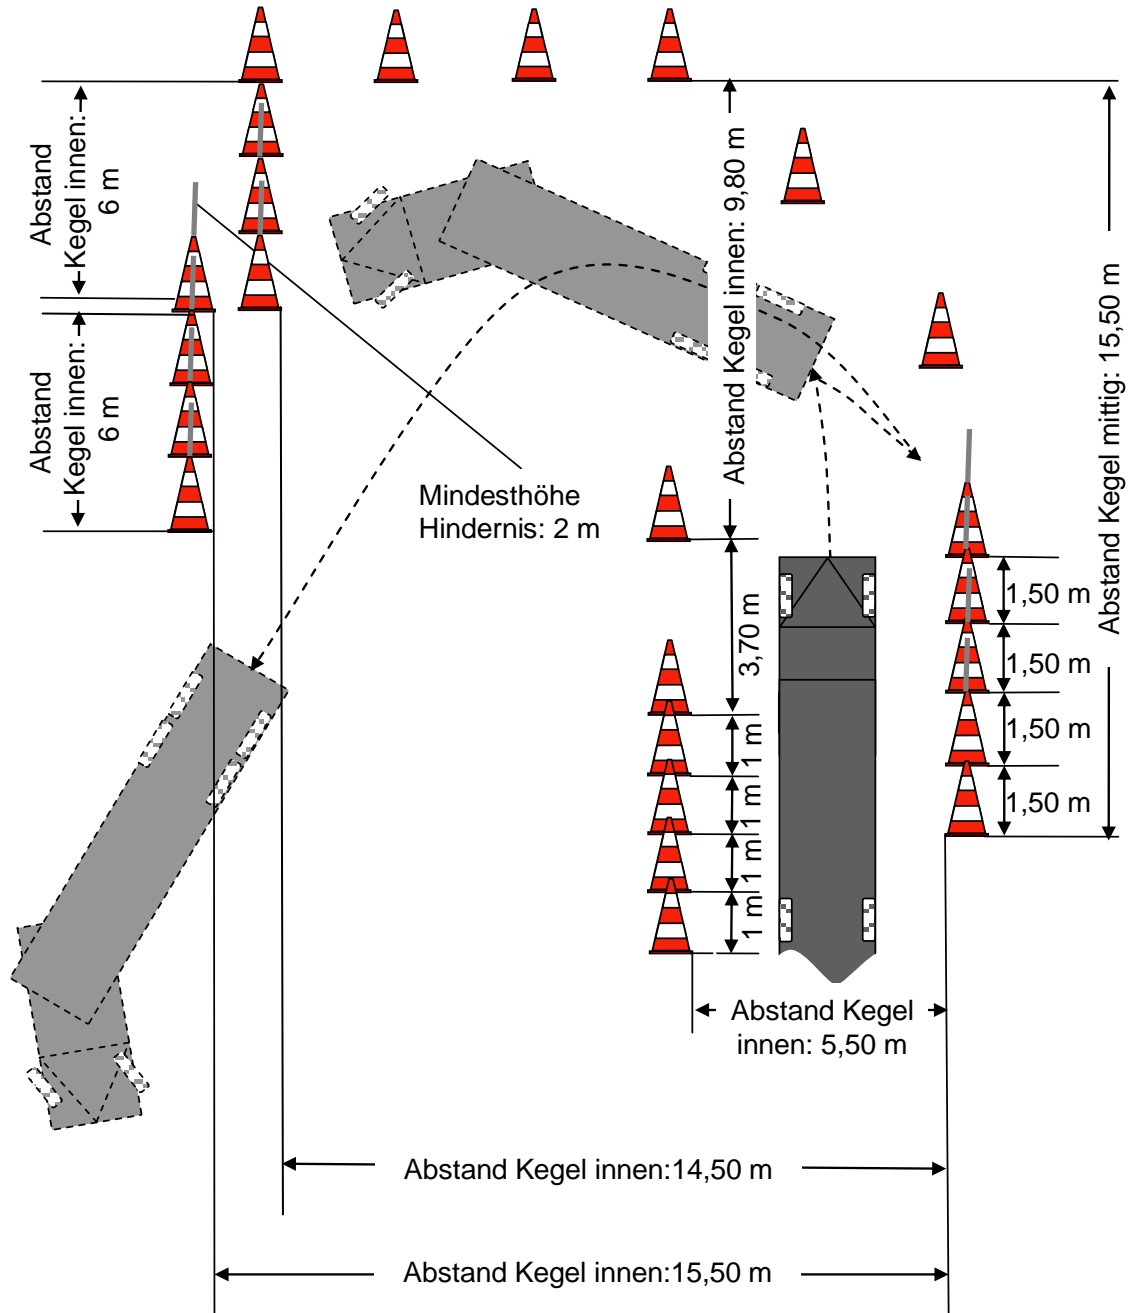 Abstand
Kegel innen:
6 m
Abstand
Kegel innen:
6 m
Abstand Kegel innen: 9,80 m
Abstand Kegel mittig: 15,50 m
Mindesthöhe
Hindernis: 2 m
3,70 m
1 m
1 m
1 m
1 m
1,50 m
1,50 m
1,50 m
1,50 m
Abstand Kegel
innen: 5,50 m
Abstand Kegel innen:14,50 m
Abstand Kegel innen:15,50 m